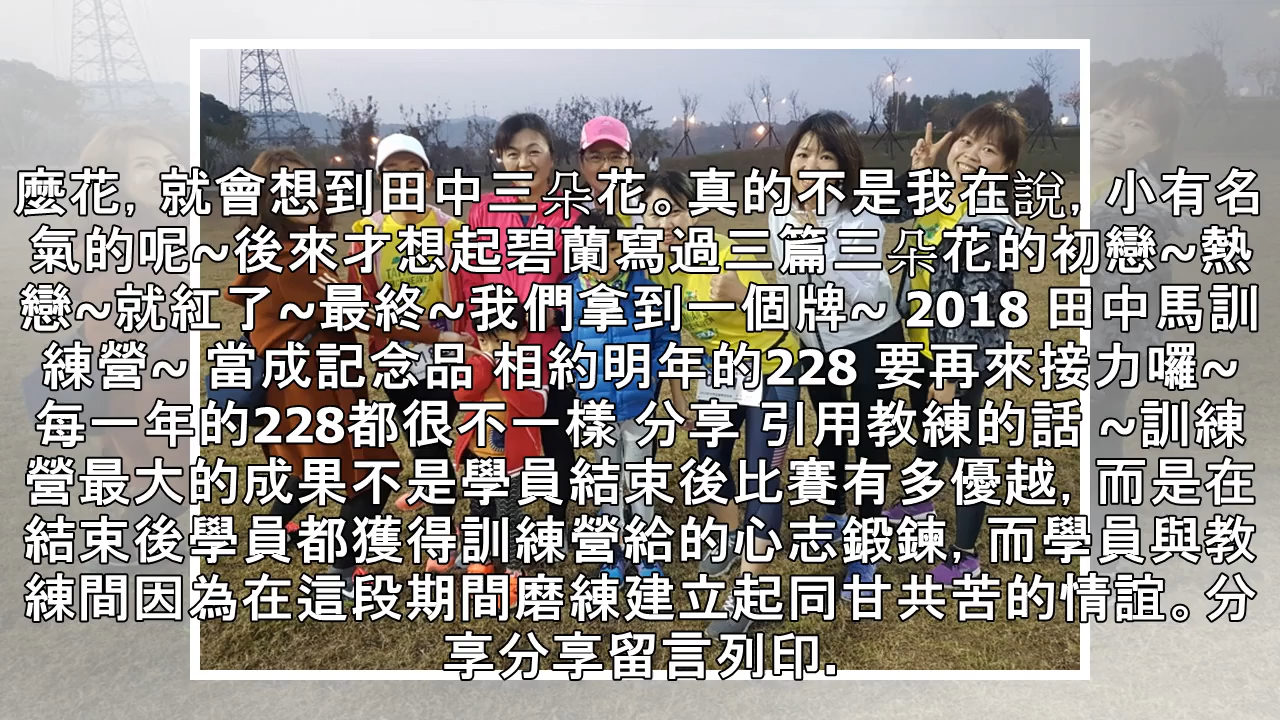 麼花, 就會想到田中三朵花。真的不是我在說, 小有名
氣的呢~後來才想起碧蘭寫過三篇三朵花的初戀~熱
戀~就紅了~最終~我們拿到一個牌~ 2018 田中馬訓
練營~ 當成記念品 相約明年的228 要再來接力囉~
每一年的228都很不一樣 分享 引用教練的話 ~訓練
營最大的成果不是學員結束後比賽有多優越, 而是在
結束後學員都獲得訓練營給的心志鍛鍊, 而學員與教
練間因為在這段期間磨練建立起同甘共苦的情誼。分
享分享留言列印.